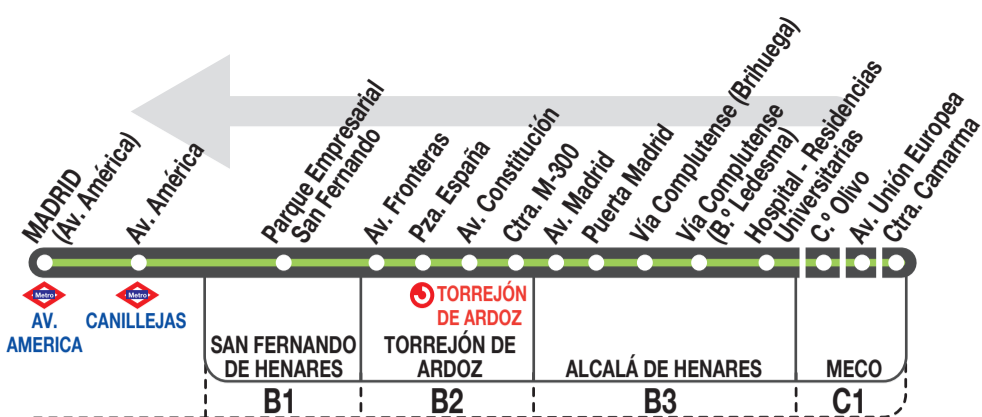 MADRID
(Av. América)
Av. América
Parque Empresarial
San Fernando
Av. Fronteras
Pza. España
Av. Constitución
Ctra. M-300
Av. Madrid
Puerta Madrid
Vía Complutense (Brihuega)
Vía Complutense
(B.º Ledesma)
Hospital - Residencias
Universitarias
C.º Olivo
Av. Unión Europea
Ctra. Camarma
Metro
AV.
AMERICA
Metro
CANILLEJAS
TORREJÓN
DE ARDOZ
SAN FERNANDO
DE HENARES
TORREJÓN DE
ARDOZ
ALCALÁ DE HENARES
MECO
B1
B2
B3
C1